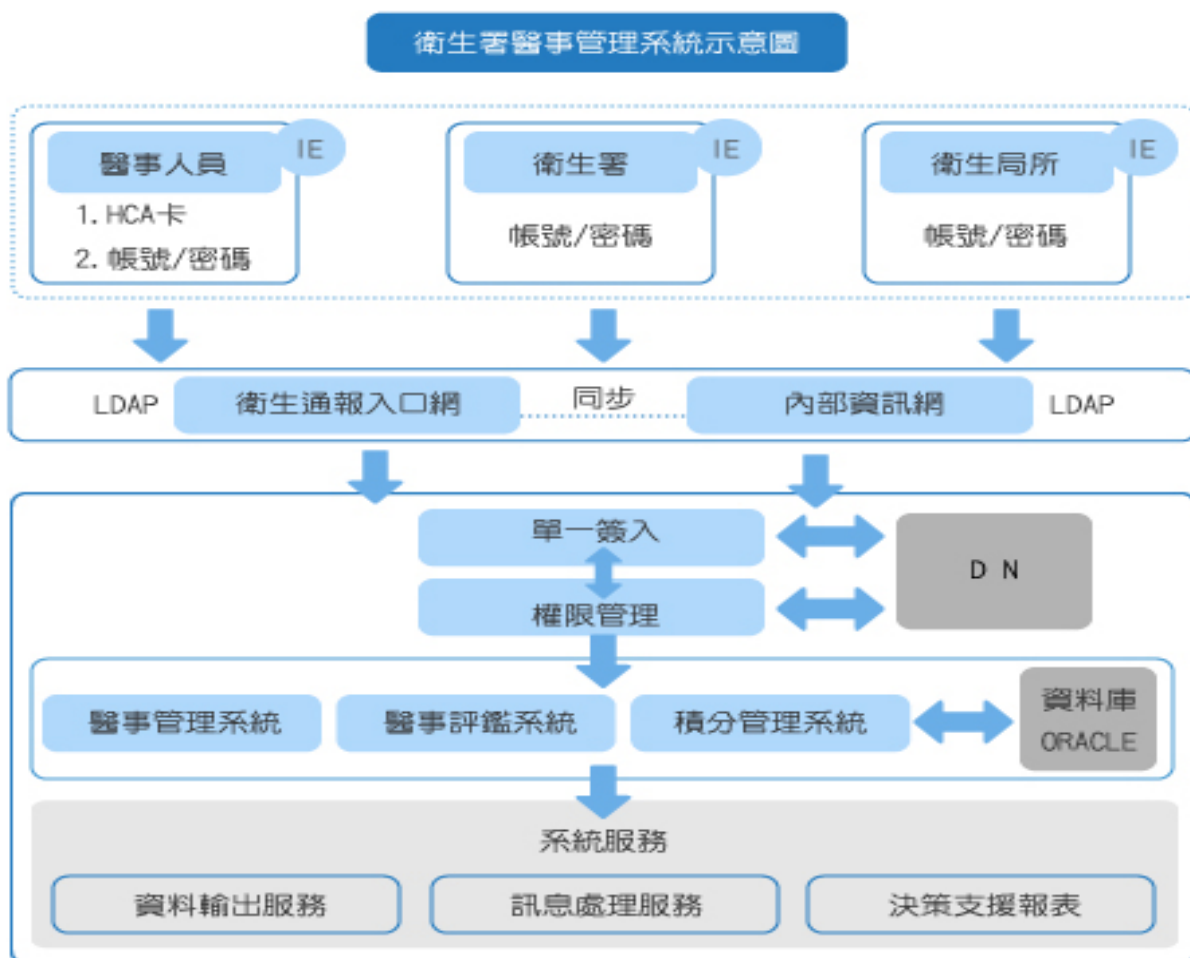 衛生署醫事管理系統示意圖
醫事人員
IE
1. HCA卡
2. 帳號/密碼
衛生署
IE
帳號/密碼
衛生局所
IE
帳號/密碼
LDAP
衛生通報入口網
同步
內部資訊網
LDAP
單一簽入
權限管理
D N
醫事管理系統
醫事評鑑系統
積分管理系統
資料庫
ORACLE
系統服務
資料輸出服務
訊息處理服務
決策支援報表